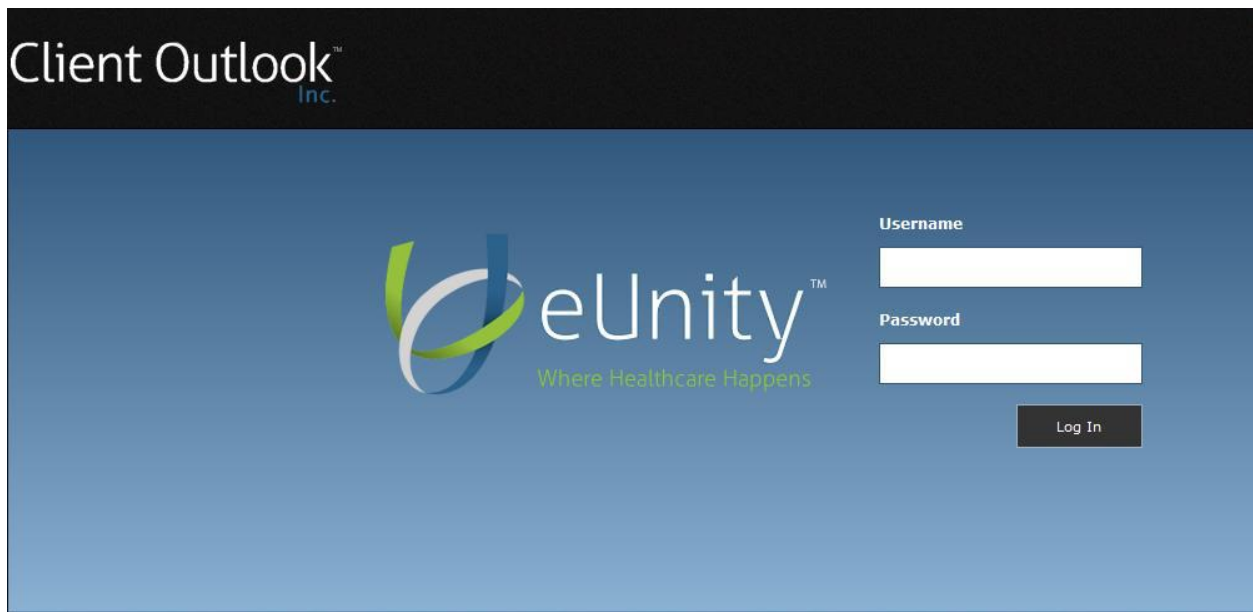 Client Outlook™
Inc.
Username
eUnity™
Password
Where Healthcare Happens
Log In